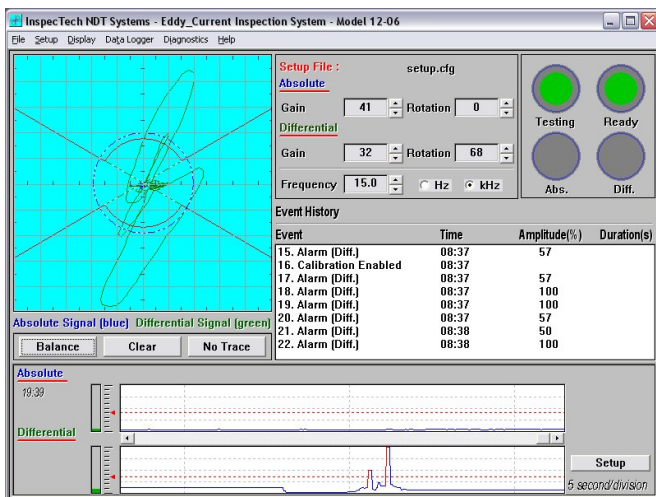 InspecTech NDT Systems - Eddy_Current Inspection System - Model 12-06
File Setup Display Data Logger Diagnostics Help
Setup File : setup.cfg
Absolute
Gain 41 Rotation 0
Differential
Gain 32 Rotation 68
Frequency 15.0 Hz kHz
Testing Ready
Abs. Diff.
Event History
Event Time Amplitude(%) Duration(s)
15. Alarm (Diff.) 08:37 57
16. Calibration Enabled 08:37
17. Alarm (Diff.) 08:37 57
18. Alarm (Diff.) 08:37 100
19. Alarm (Diff.) 08:37 100
20. Alarm (Diff.) 08:37 57
21. Alarm (Diff.) 08:38 50
22. Alarm (Diff.) 08:38 100
Absolute Signal (blue) Differential Signal (green)
Balance Clear No Trace
Absolute
19:39
Differential
Setup
5 second/division